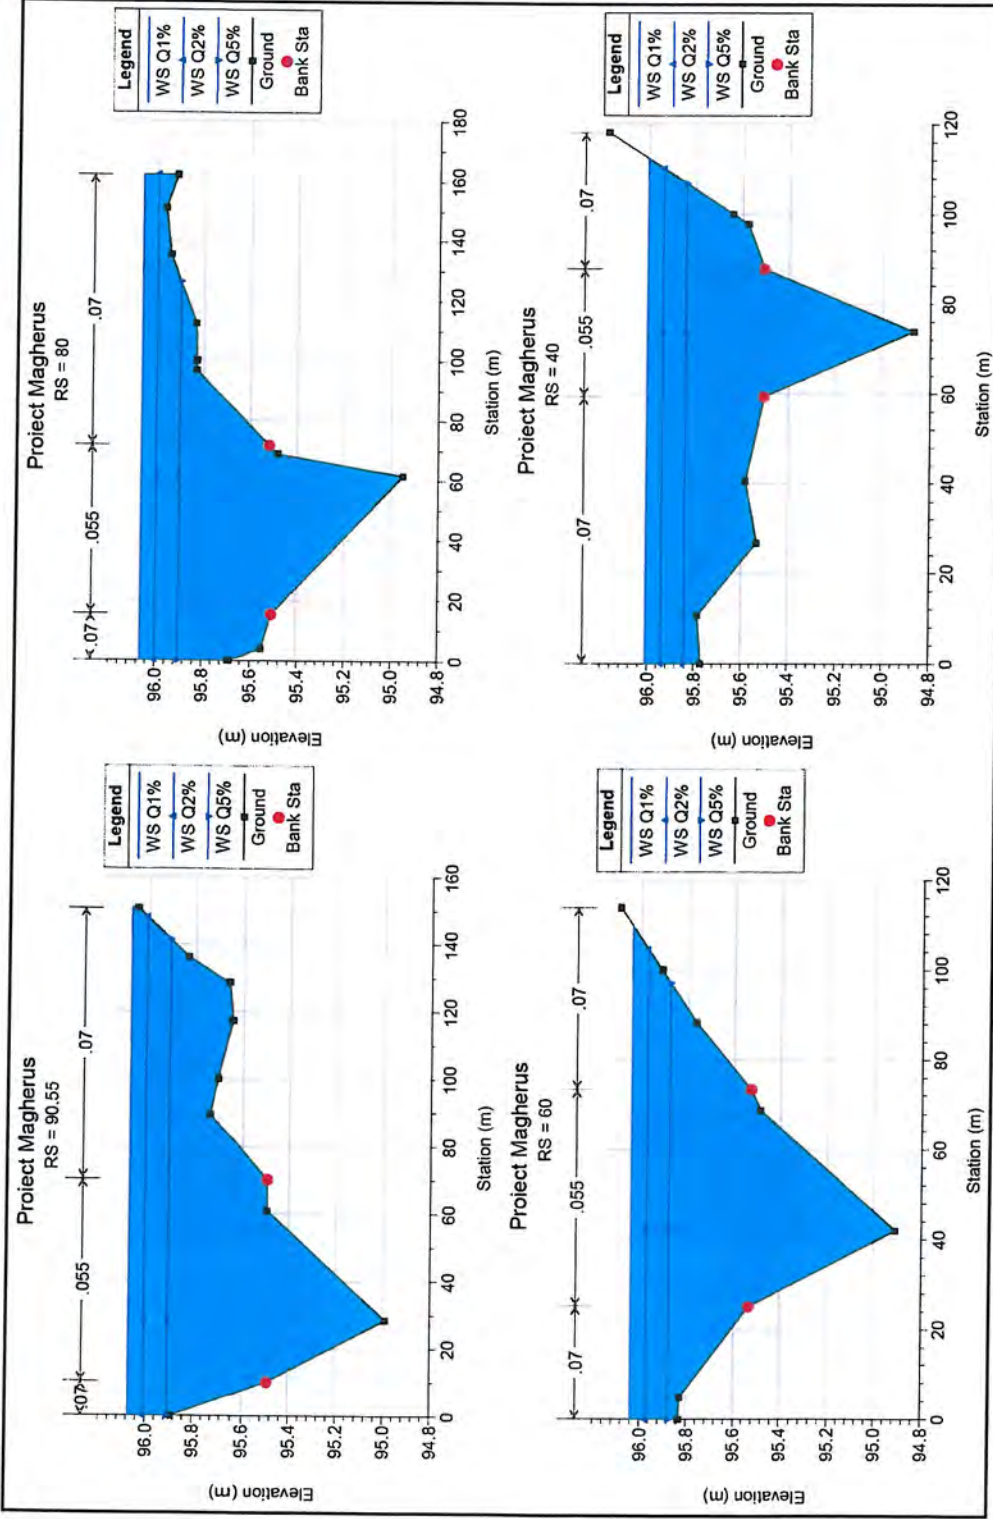 Proiect Magherus
RS = 90.55
.07
.055
.07
Legend
WS Q1%
WS Q2%
WS Q5%
Ground
Bank Sta
96.0
95.8
95.6
95.4
95.2
95.0
94.8
Elevation (m)
0 20 40 60 80 100 120 140 160
Station (m)
Proiect Magherus
RS = 80
.07
.055
.07
Legend
WS Q1%
WS Q2%
WS Q5%
Ground
Bank Sta
96.0
95.8
95.6
95.4
95.2
95.0
94.8
Elevation (m)
0 20 40 60 80 100 120 140 160 180
Station (m)
Proiect Magherus
RS = 60
.07
.055
.07
Legend
WS Q1%
WS Q2%
WS Q5%
Ground
Bank Sta
96.0
95.8
95.6
95.4
95.2
95.0
94.8
Elevation (m)
0 20 40 60 80 100 120
Station (m)
Proiect Magherus
RS = 40
.07
.055
.07
Legend
WS Q1%
WS Q2%
WS Q5%
Ground
Bank Sta
96.0
95.8
95.6
95.4
95.2
95.0
94.8
Elevation (m)
0 20 40 60 80 100 120
Station (m)